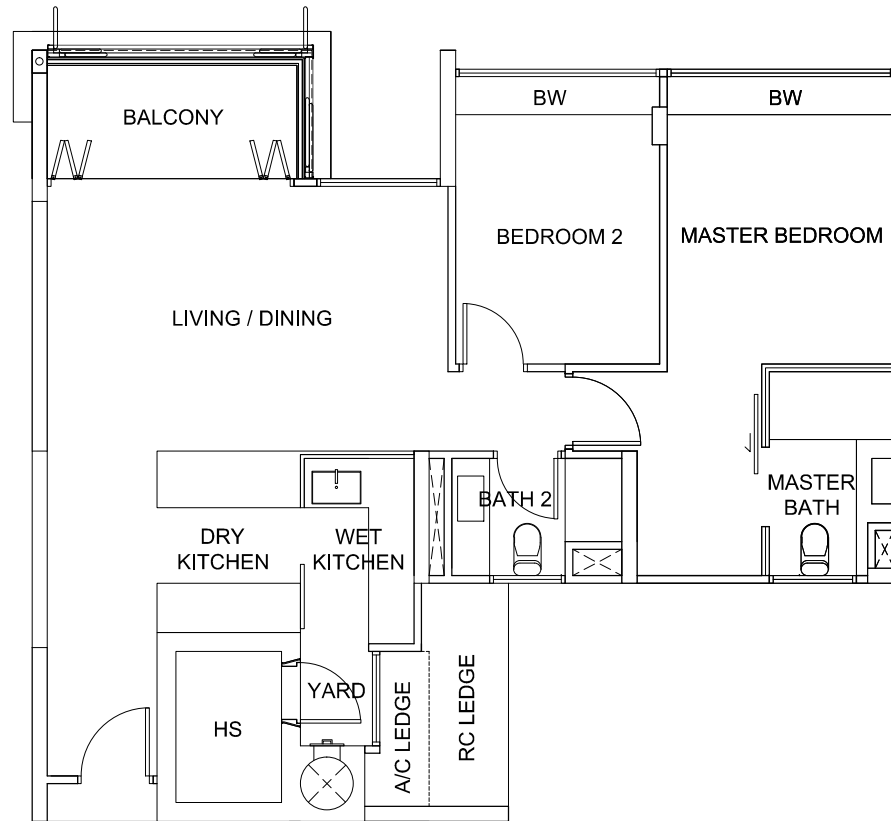 BW
BW
BALCONY
BEDROOM 2
MASTER BEDROOM
LIVING / DINING
MASTER
BATH
BATH 2
DRY
KITCHEN
WET
KITCHEN
YARD
HS
A/C LEDGE
RC LEDGE